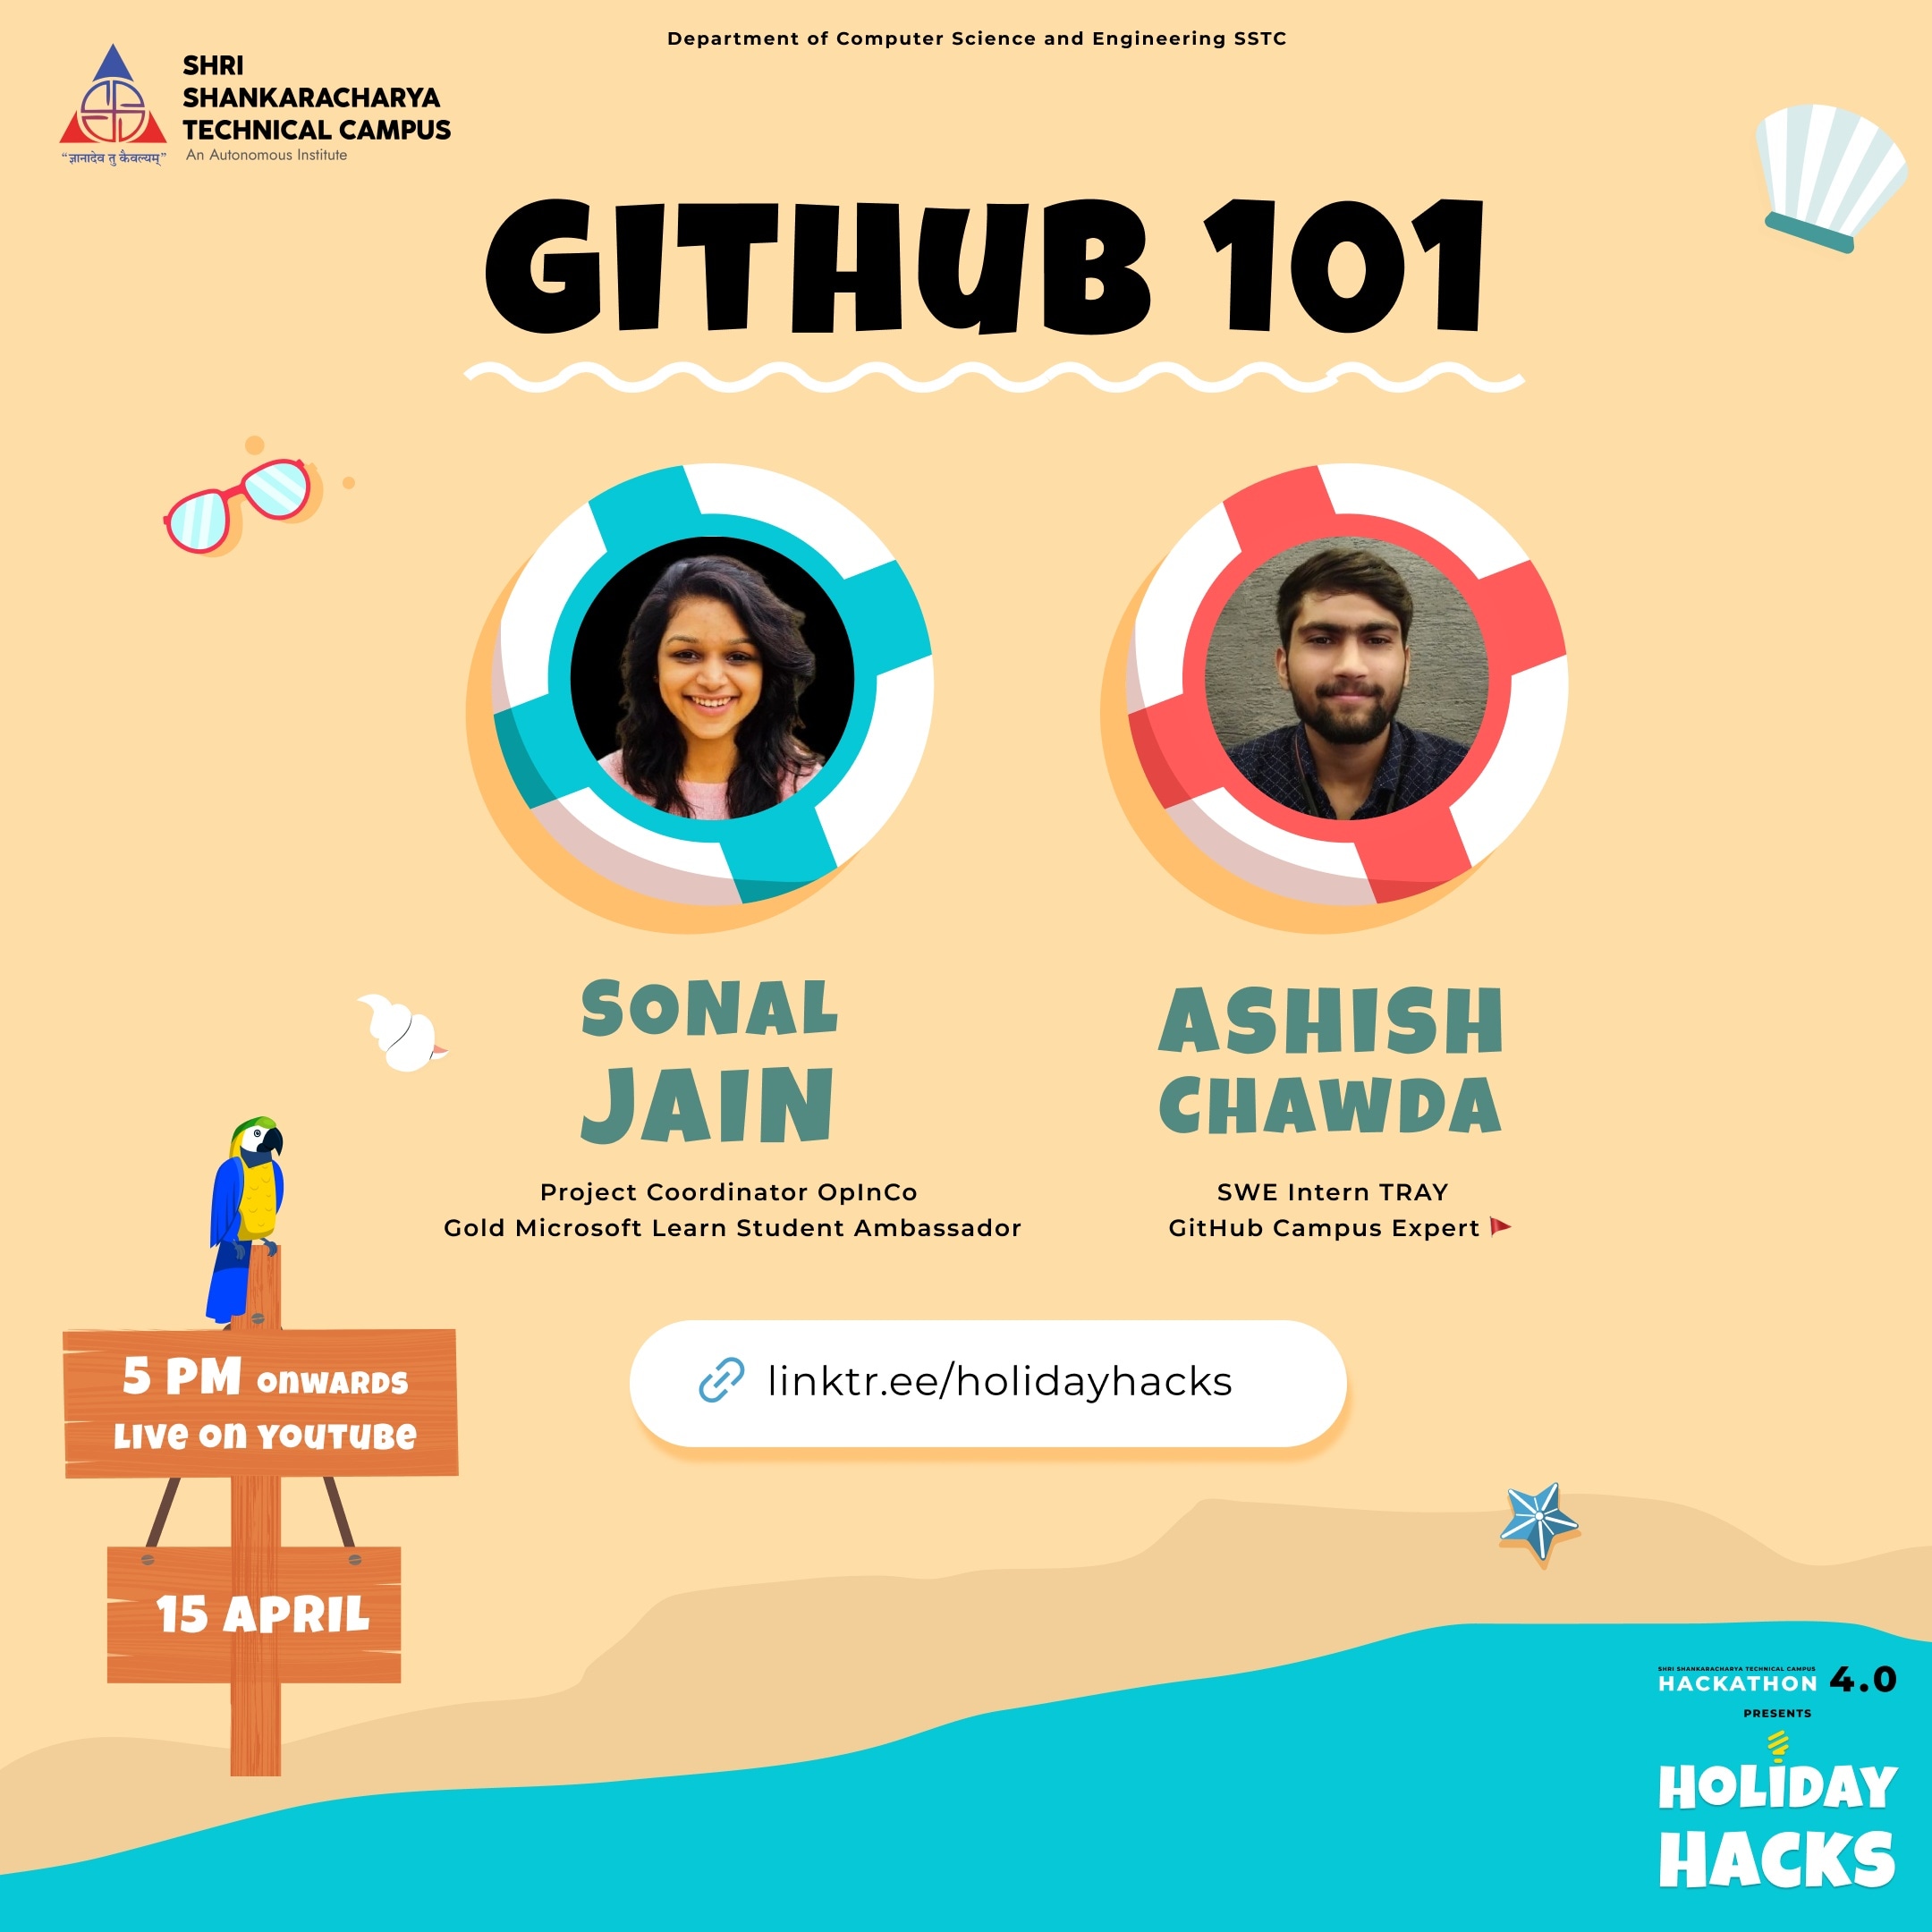 Department of Computer Science and Engineering SSTC
SHRI
SHANKARACHARYA
TECHNICAL CAMPUS
An Autonomous Institute
“ज्ञानादेव तु कैवल्यम्”
GITHUB 101
SONAL
JAIN
Project Coordinator OpInCo
Gold Microsoft Learn Student Ambassador
ASHISH
CHAWDA
SWE Intern TRAY
GitHub Campus Expert
linktr.ee/holidayhacks
5 PM ONWARDS
LIVE ON YOUTUBE
15 APRIL
SHRI SHANKARACHARYA TECHNICAL CAMPUS
HACKATHON 4.0
PRESENTS
HOLIDAY
HACKS